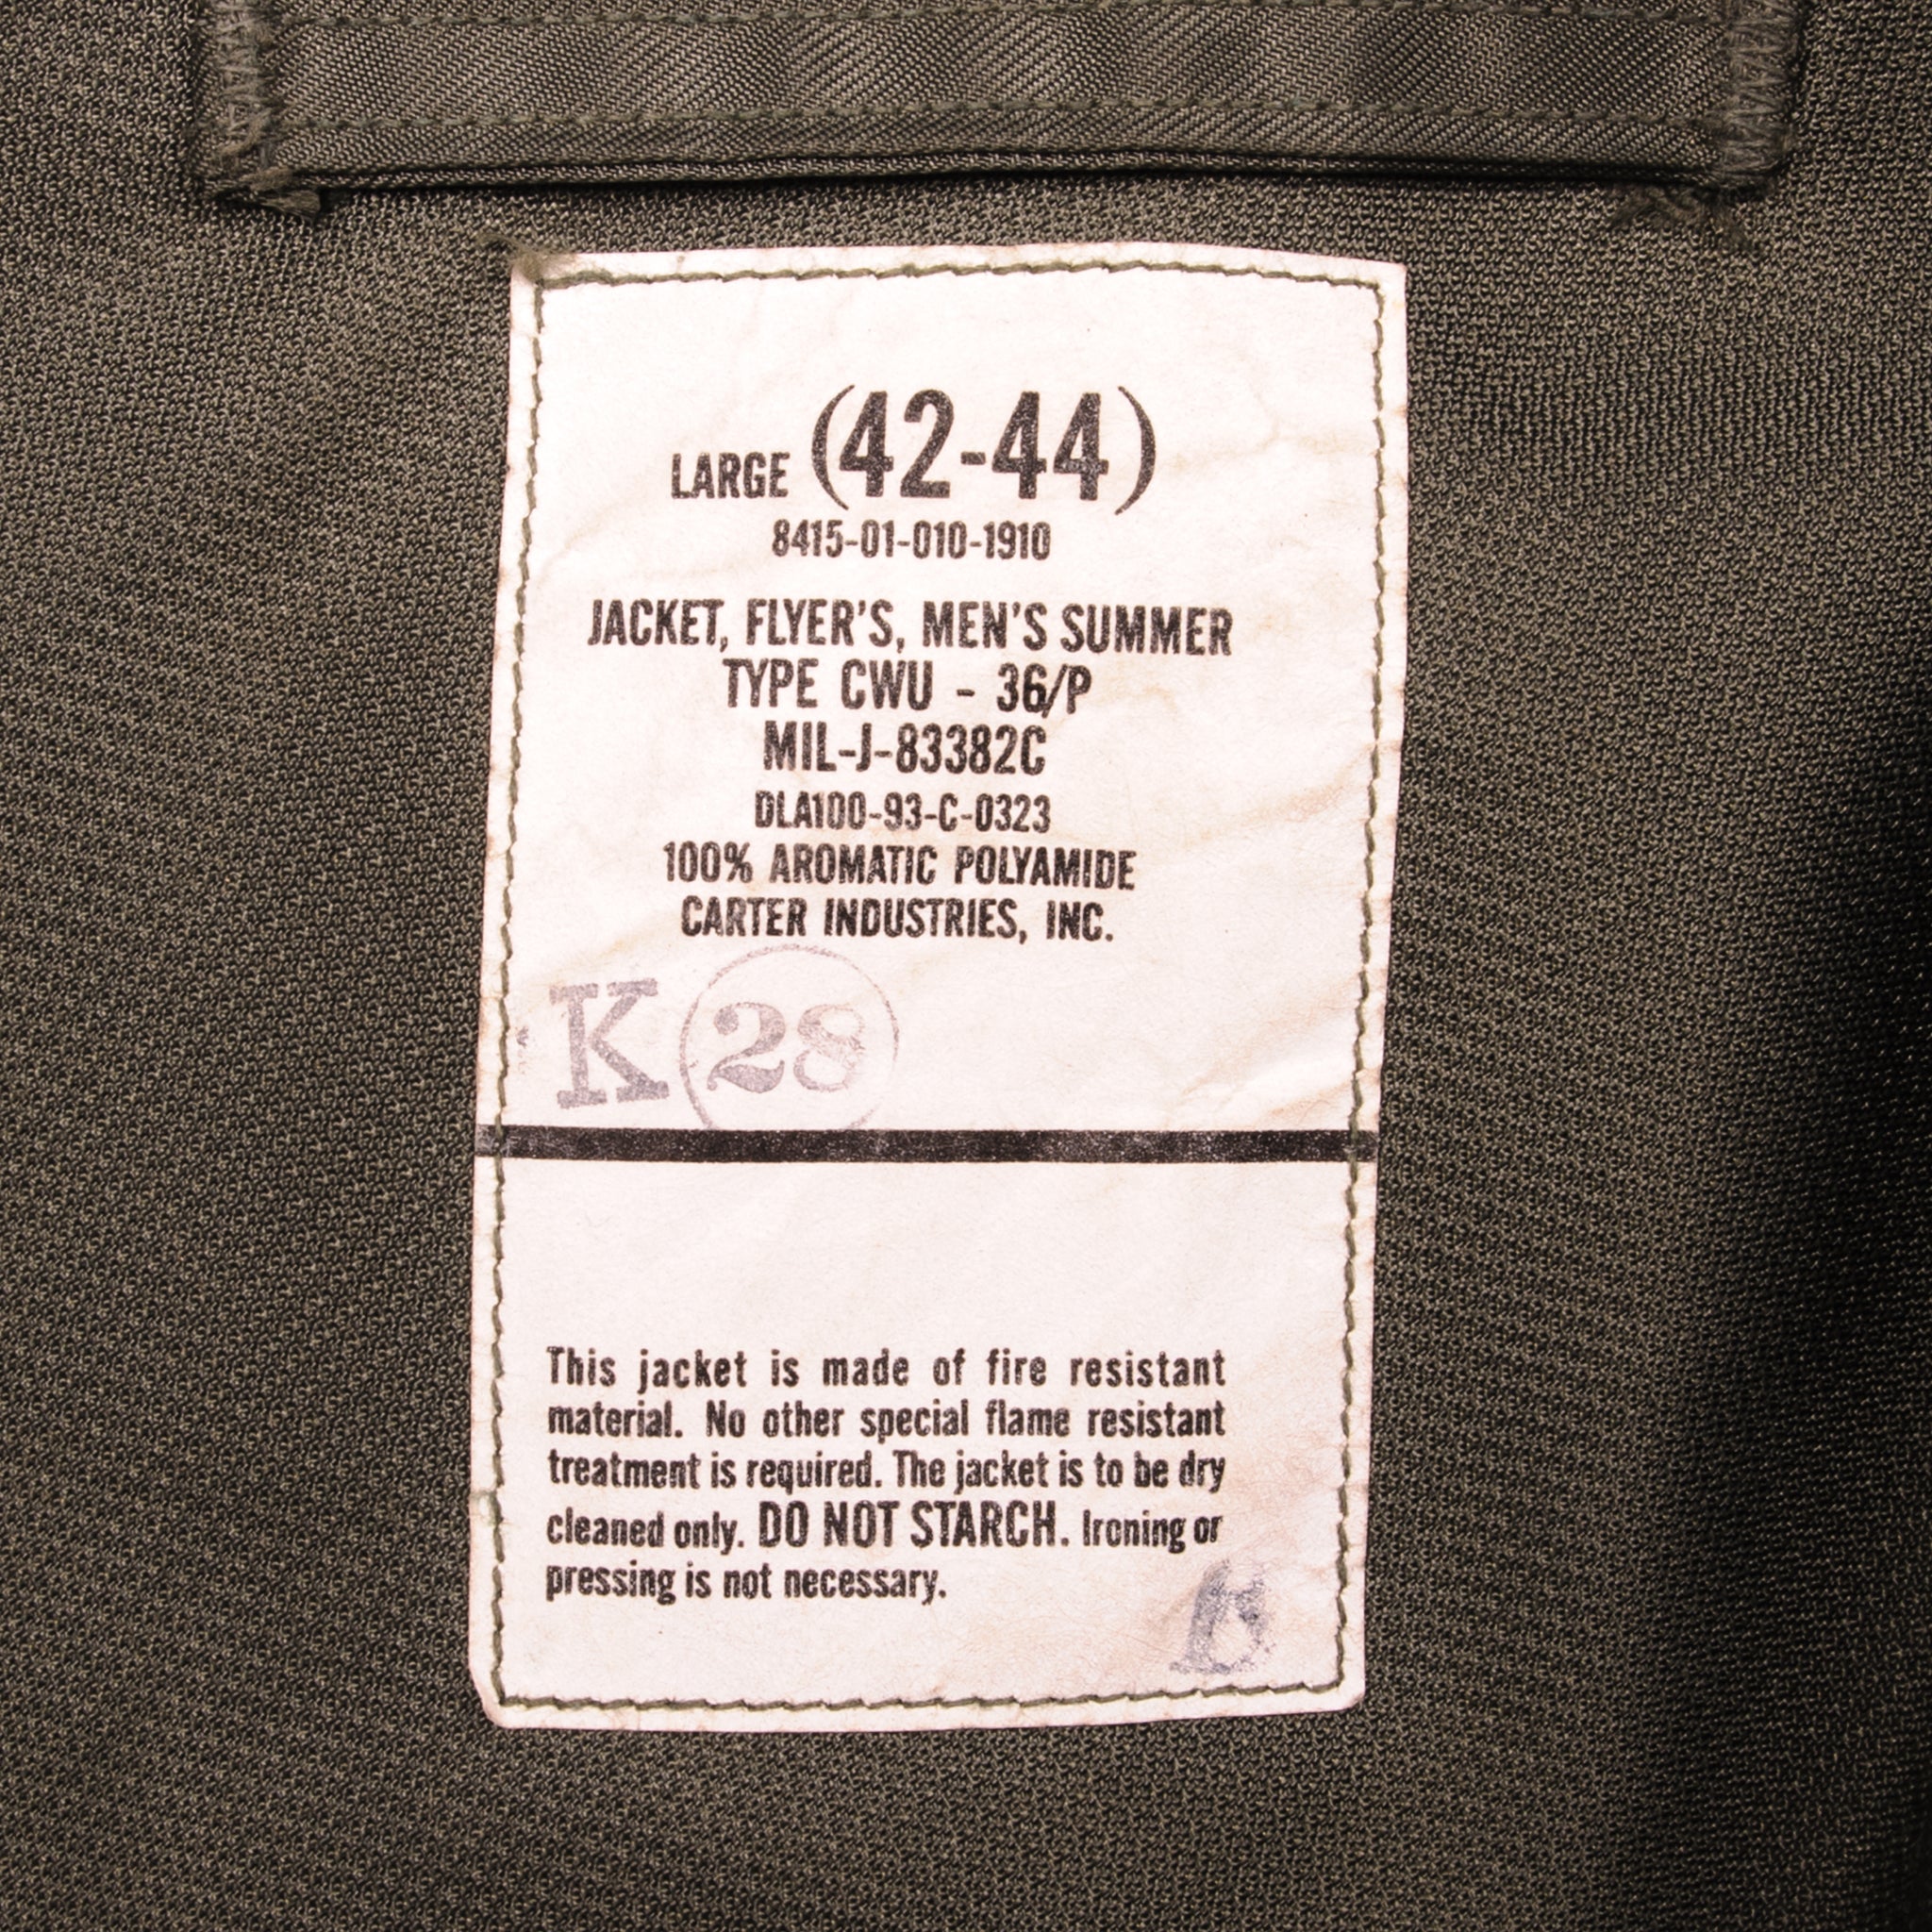 LARGE (42-44)
8415-01-010-1910
JACKET, FLYER'S, MEN'S SUMMER
TYPE CWU - 36/P
MIL-J-83382C
DLA100-93-C-0323
100% AROMATIC POLYAMIDE
CARTER INDUSTRIES, INC.
K 28
This jacket is made of fire resistant
material. No other special flame resistant
treatment is required. The jacket is to be dry
cleaned only. DO NOT STARCH. Ironing or
pressing is not necessary.